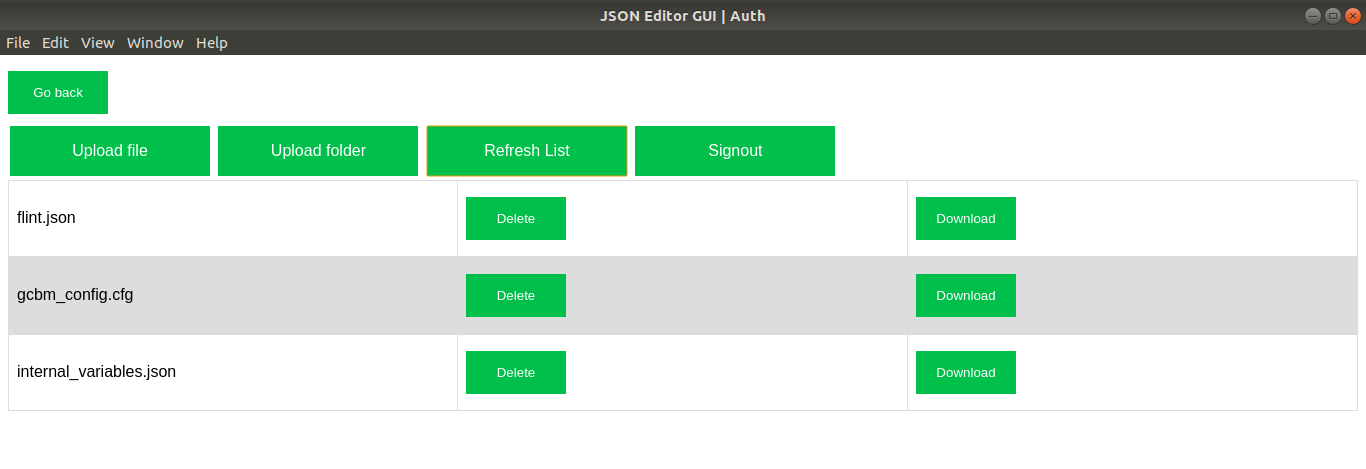 JSON Editor GUI | Auth
File Edit View Window Help
Go back
Upload file Upload folder Refresh List Signout
flint.json Delete Download
gcbm_config.cfg Delete Download
internal_variables.json Delete Download